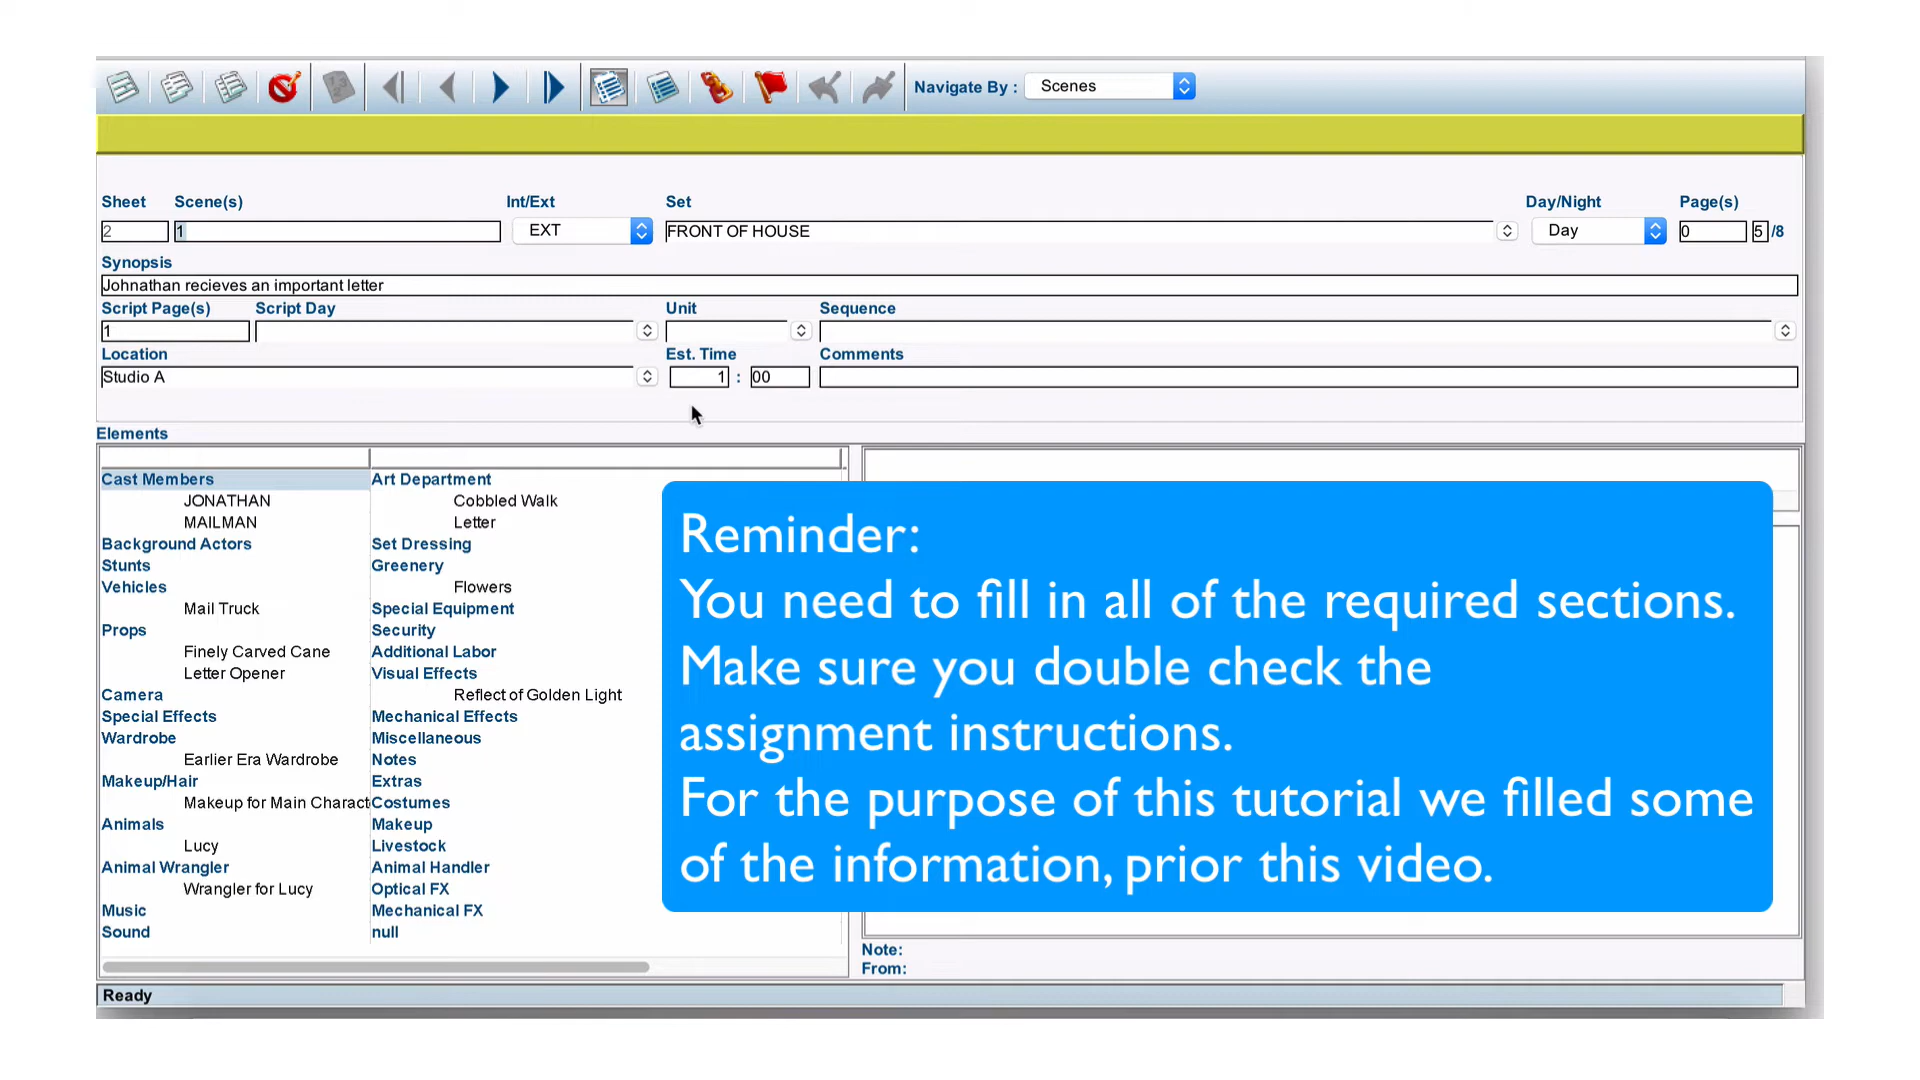 Navigate By : Scenes
Sheet Scene(s) Int/Ext Set Day/Night Page(s)
2 1 EXT FRONT OF HOUSE Day 0 5 /8
Synopsis
Johnathan recieves an important letter
Script Page(s) Script Day Unit Sequence
1
Location Est. Time Comments
Studio A 1 : 00
Elements
Cast Members
JONATHAN
MAILMAN
Background Actors
Stunts
Vehicles
Mail Truck
Props
Finely Carved Cane
Letter Opener
Camera
Special Effects
Wardrobe
Earlier Era Wardrobe
Makeup/Hair
Makeup for Main Charact
Animals
Lucy
Animal Wrangler
Wrangler for Lucy
Music
Sound
Art Department
Cobbled Walk
Letter
Set Dressing
Greenery
Flowers
Special Equipment
Security
Additional Labor
Visual Effects
Reflect of Golden Light
Mechanical Effects
Miscellaneous
Notes
Extras
Costumes
Makeup
Livestock
Animal Handler
Optical FX
Mechanical FX
null
Reminder:
You need to fill in all of the required sections.
Make sure you double check the
assignment instructions.
For the purpose of this tutorial we filled some
of the information, prior this video.
Note:
From:
Ready